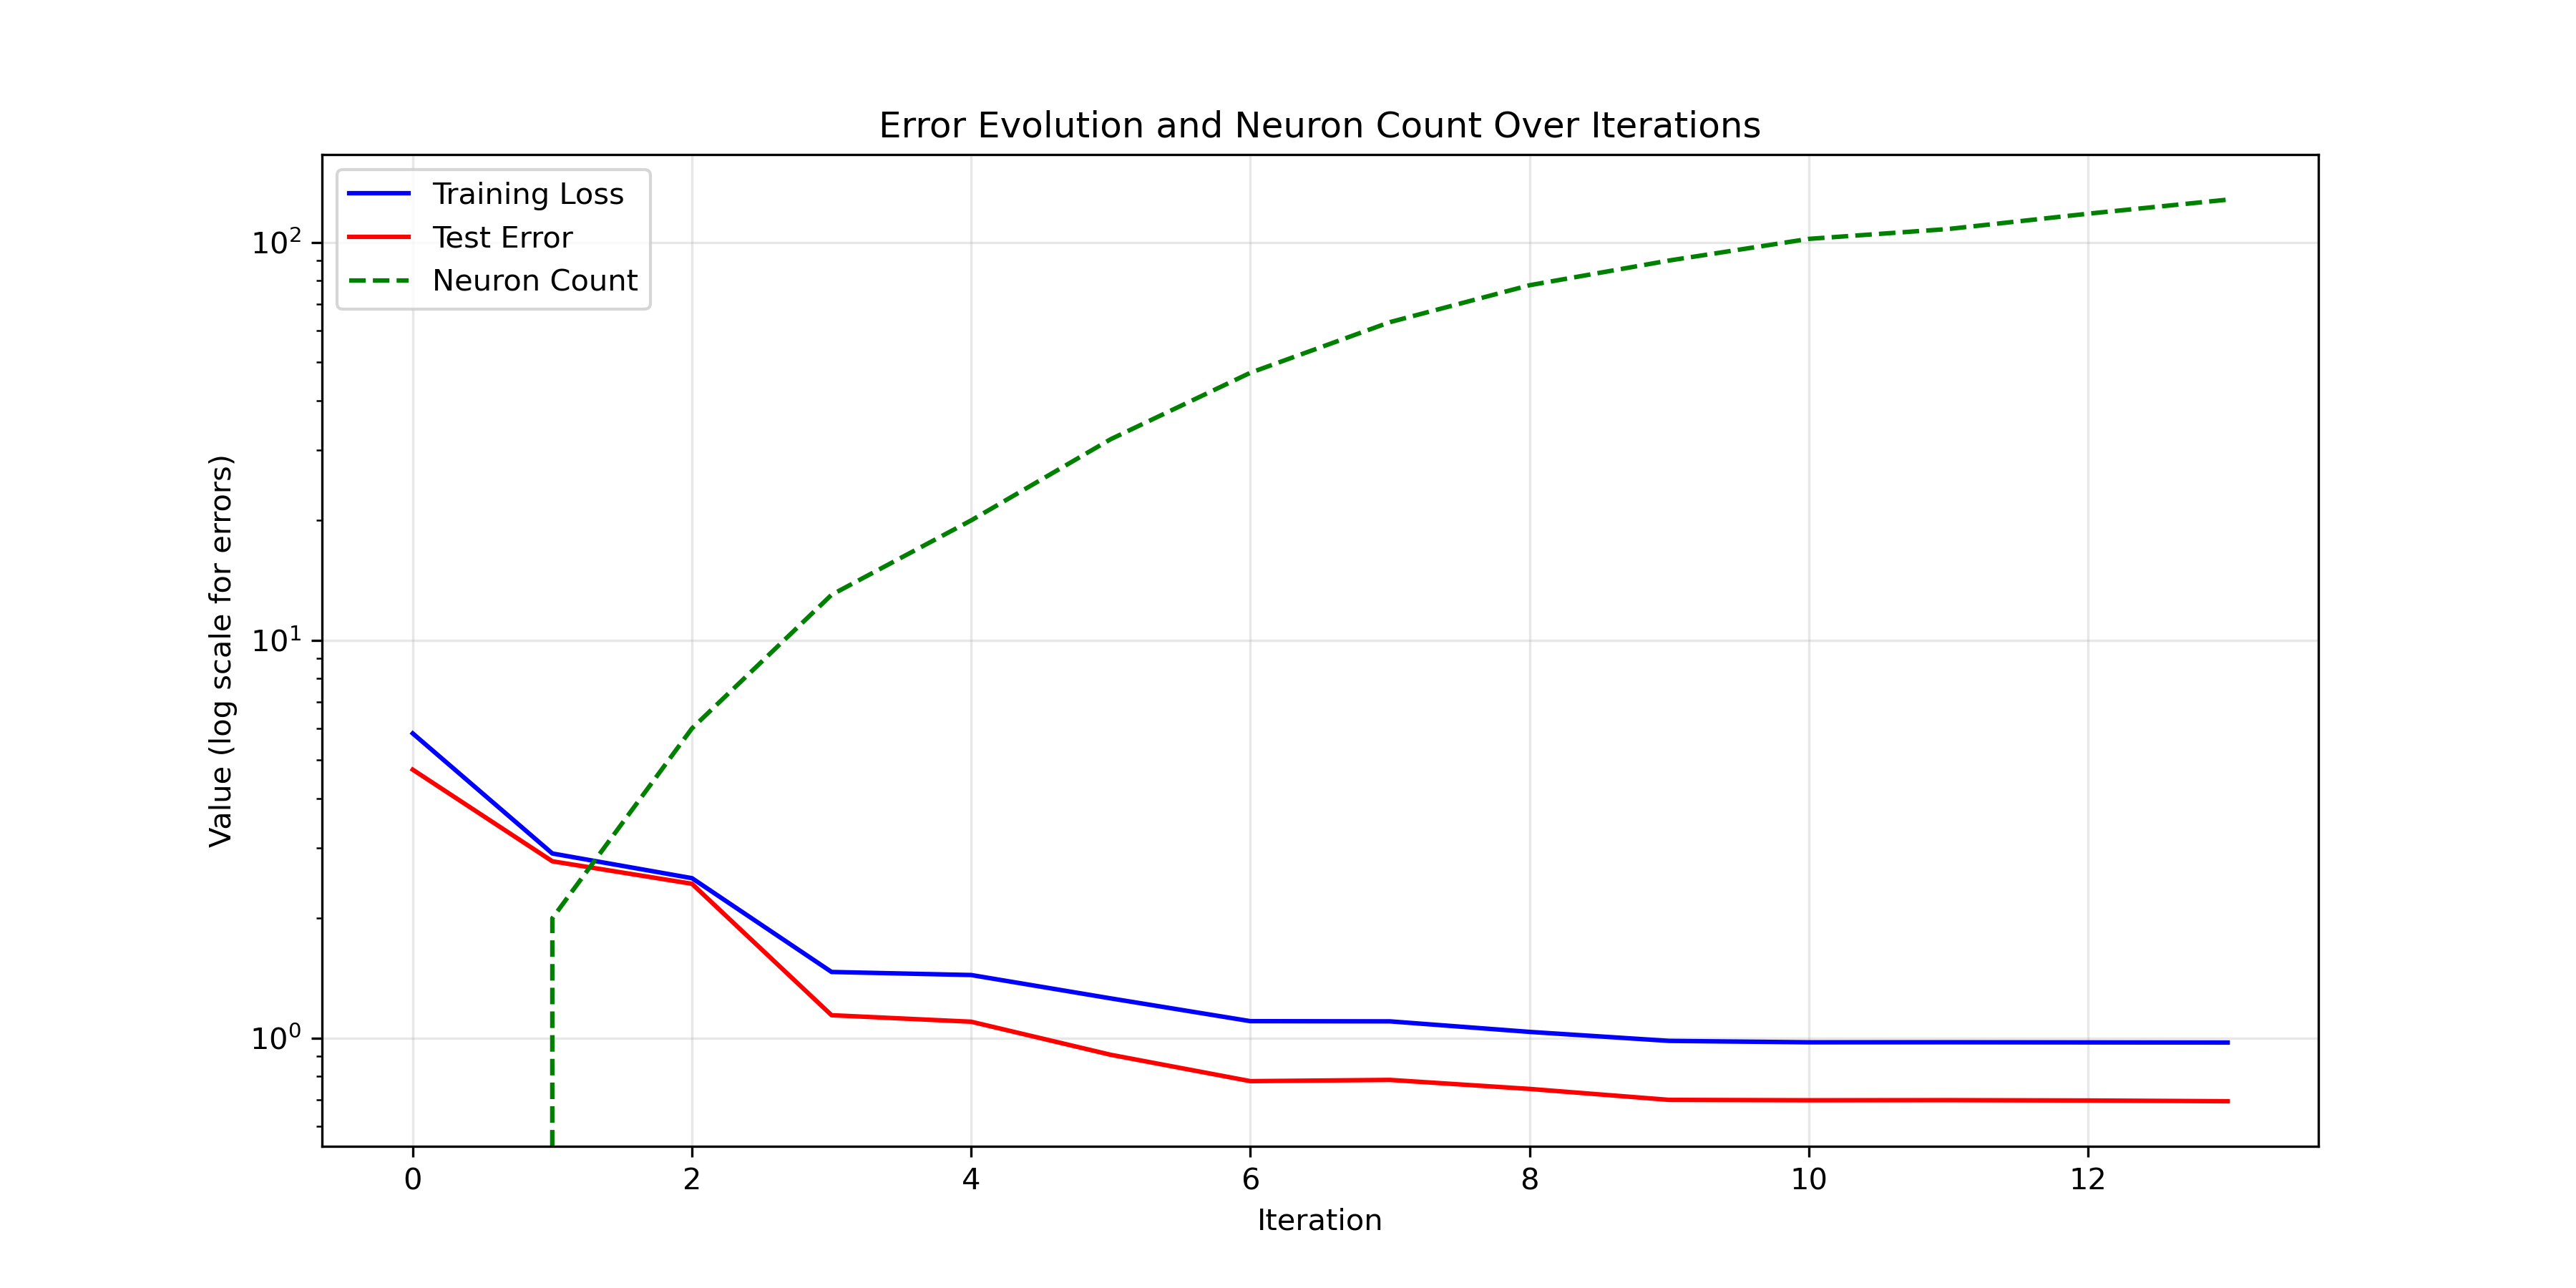 Error Evolution and Neuron Count Over Iterations
Training Loss
Test Error
Neuron Count
Value (log scale for errors)
10²
10¹
10⁰
0 2 4 6 8 10 12
Iteration